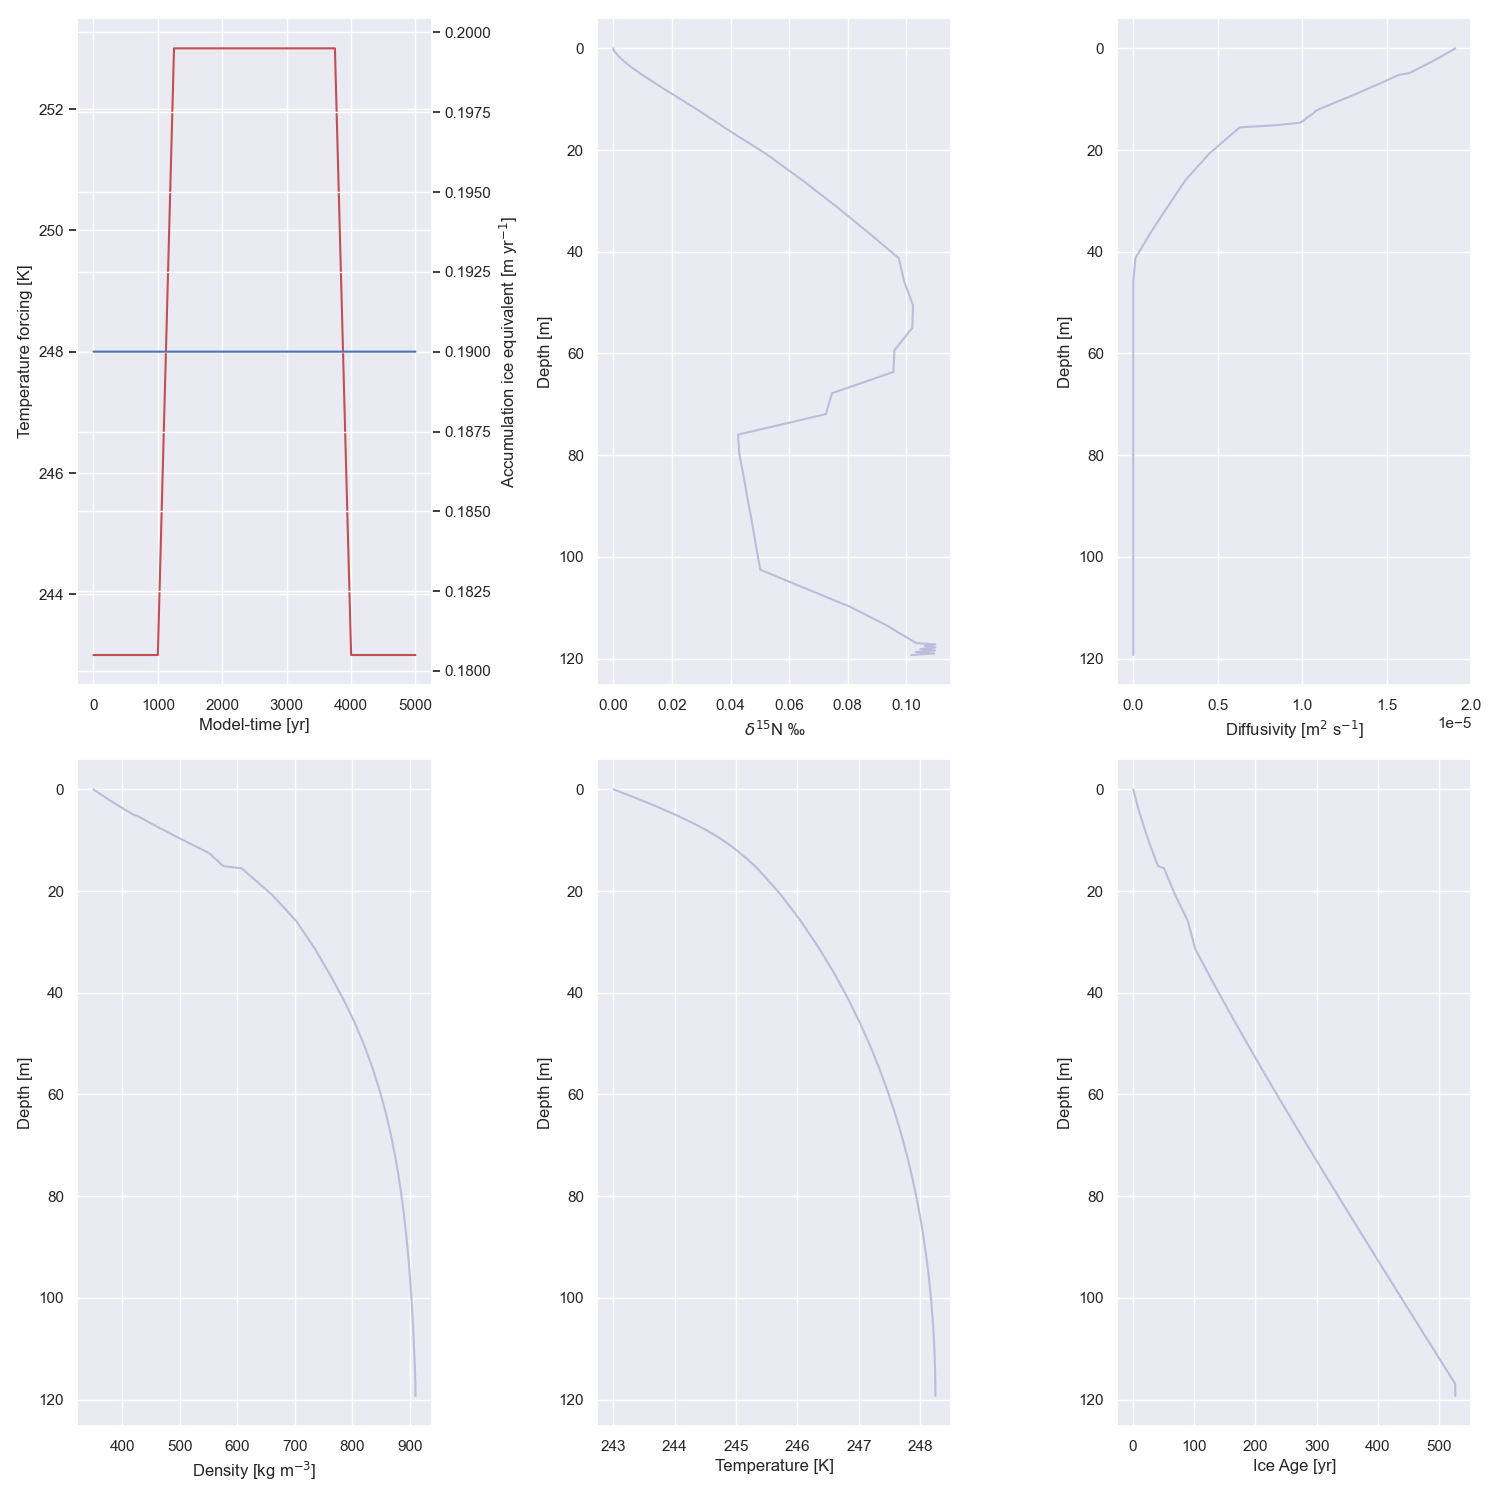 252
250
248
246
244
Temperature forcing [K]
0.2000
0.1975
0.1950
0.1925
0.1900
0.1875
0.1850
0.1825
0.1800
Accumulation ice equivalent [m yr⁻¹]
0 1000 2000 3000 4000 5000
Model-time [yr]
0
20
40
60
80
100
120
Depth [m]
0.00 0.02 0.04 0.06 0.08 0.10
δ¹⁵N ‰
0
20
40
60
80
100
120
Depth [m]
0.0 0.5 1.0 1.5 2.0
1e−5
Diffusivity [m² s⁻¹]
0
20
40
60
80
100
120
Depth [m]
400 500 600 700 800 900
Density [kg m⁻³]
0
20
40
60
80
100
120
Depth [m]
243 244 245 246 247 248
Temperature [K]
0
20
40
60
80
100
120
Depth [m]
0 100 200 300 400 500
Ice Age [yr]